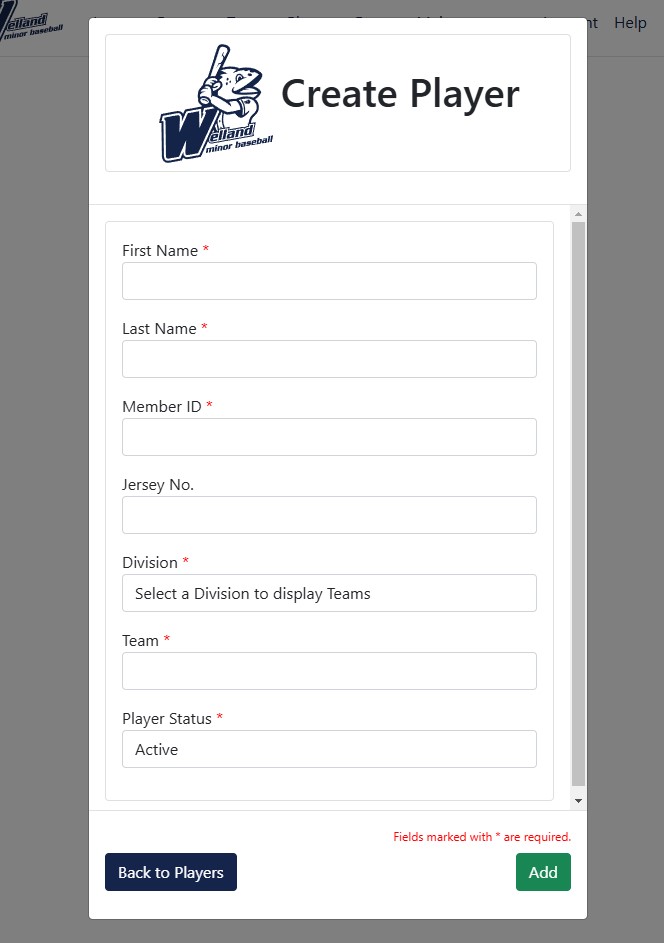 Welland
minor baseball
Help
Welland
minor baseball
Create Player
First Name *
Last Name *
Member ID *
Jersey No.
Division *
Select a Division to display Teams
Team *
Player Status *
Active
Fields marked with * are required.
Back to Players
Add